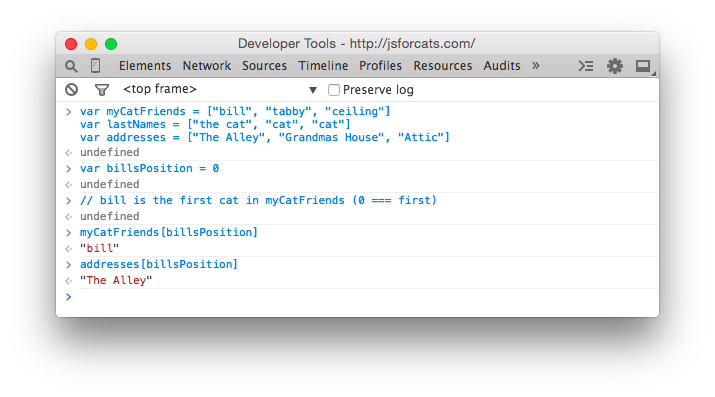 Developer Tools - http://jsforcats.com/
Elements Network Sources Timeline Profiles Resources Audits »
<top frame> ▼ Preserve log
> var myCatFriends = ["bill", "tabby", "ceiling"]
var lastNames = ["the cat", "cat", "cat"]
var addresses = ["The Alley", "Grandmas House", "Attic"]
undefined
> var billsPosition = 0
undefined
> // bill is the first cat in myCatFriends (0 === first)
undefined
> myCatFriends[billsPosition]
"bill"
> addresses[billsPosition]
"The Alley"
>